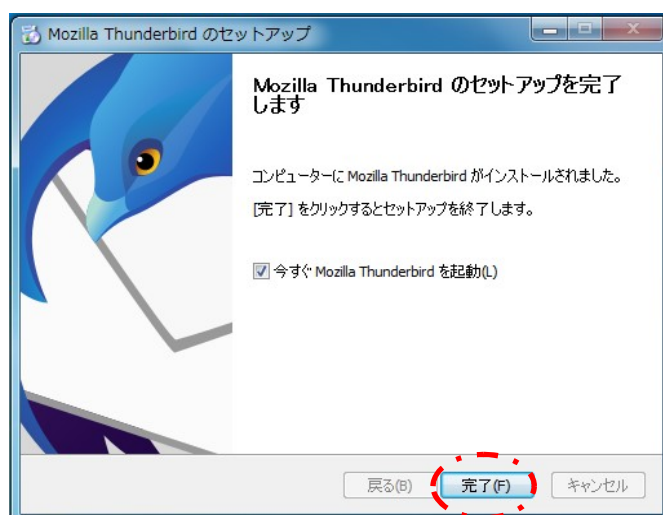 Mozilla Thunderbird のセットアップ
Mozilla Thunderbird のセットアップを完了
します
コンピューターに Mozilla Thunderbird がインストールされました。
[完了] をクリックするとセットアップを終了します。
今すぐ Mozilla Thunderbird を起動(L)
戻る(B) 完了(F) キャンセル